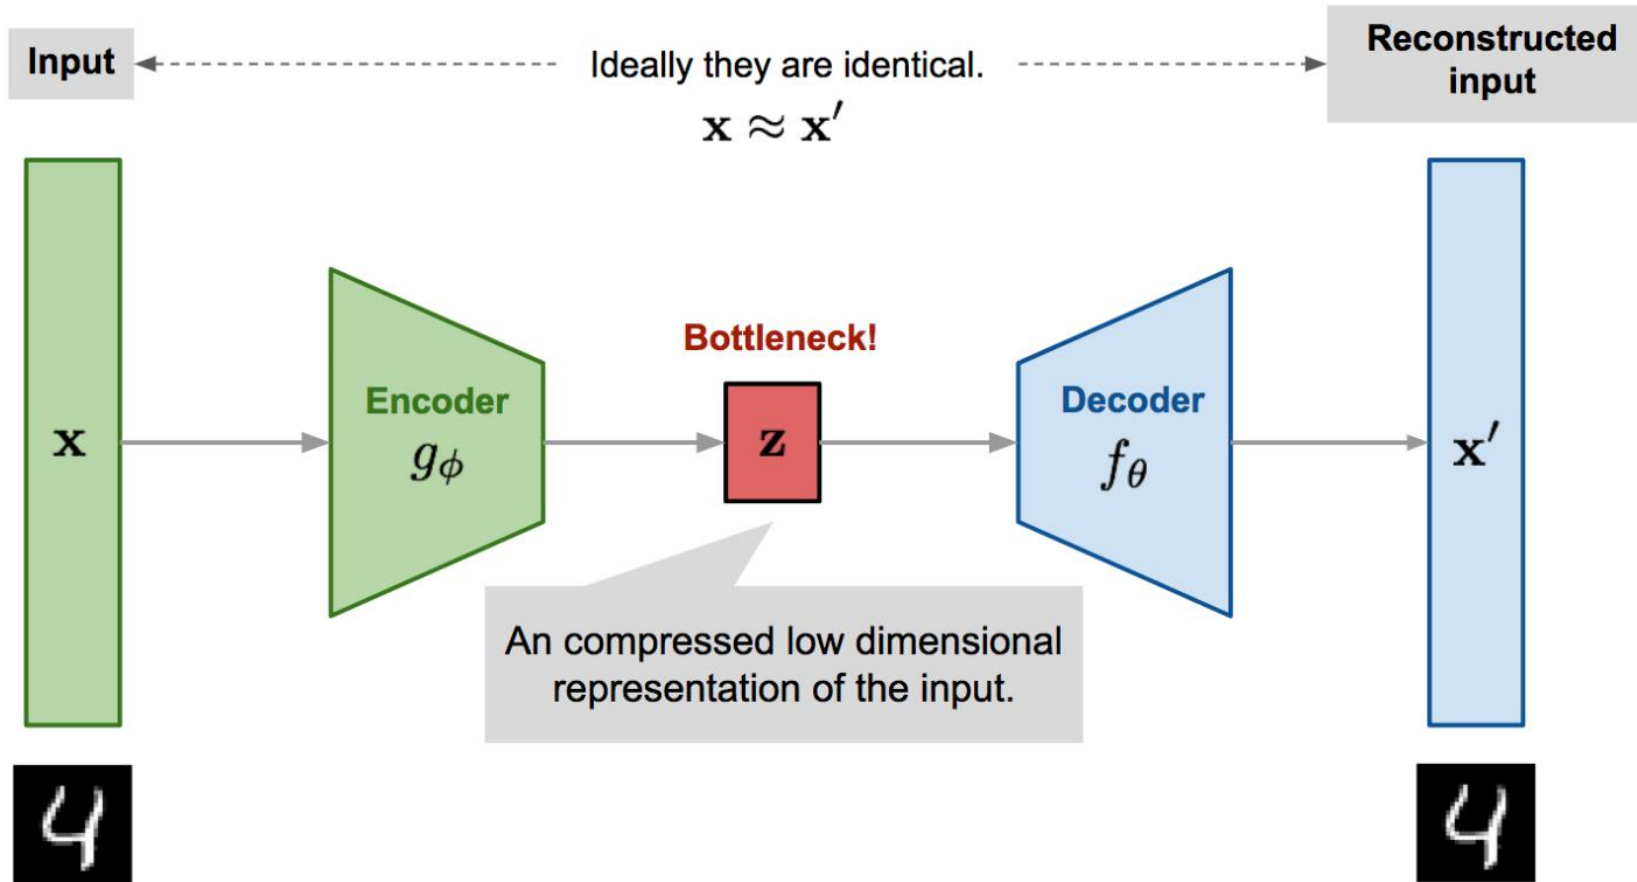 Input
Ideally they are identical.
x ≈ x′
Reconstructed
input
Bottleneck!
x
Encoder
gϕ
z
Decoder
fθ
x′
An compressed low dimensional
representation of the input.
4
4